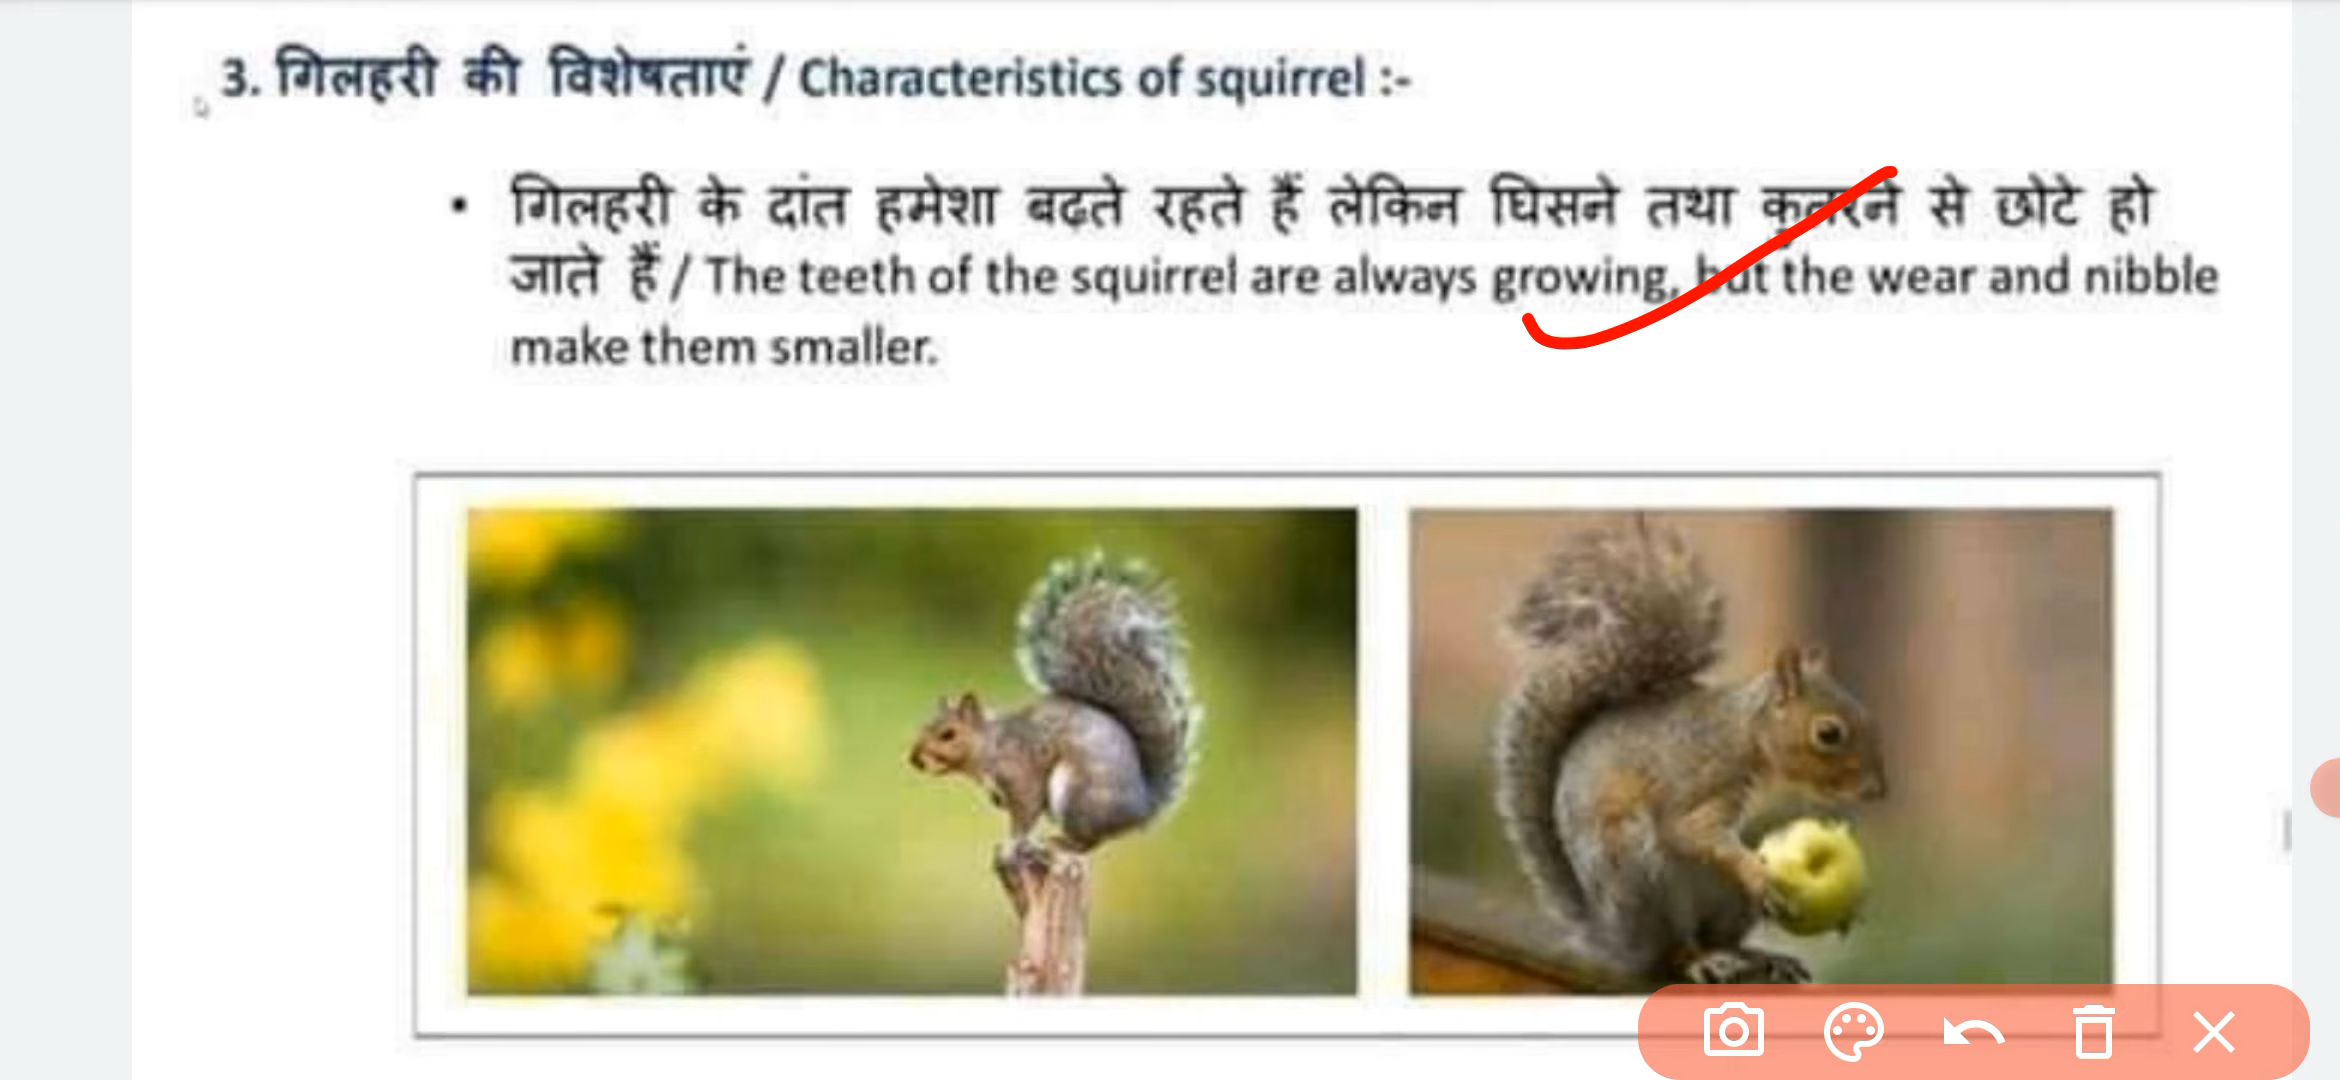 3. गिलहरी की विशेषताएं / Characteristics of squirrel :-
• गिलहरी के दांत हमेशा बढते रहते हैं लेकिन घिसने तथा कुतरने से छोटे हो
जाते हैं / The teeth of the squirrel are always growing, but the wear and nibble
make them smaller.